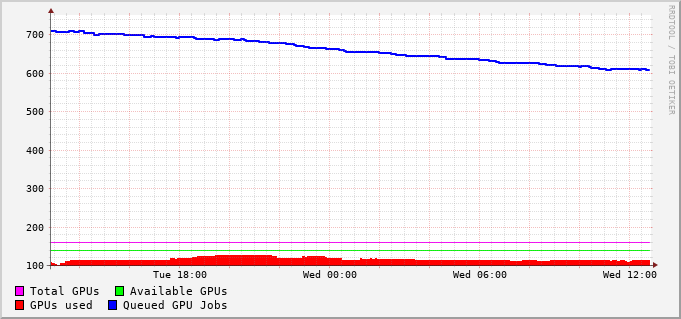 700
600
500
400
300
200
100
Tue 18:00 Wed 00:00 Wed 06:00 Wed 12:00
Total GPUs Available GPUs
GPUs used Queued GPU Jobs
RRDTOOL / TOBI OETIKER